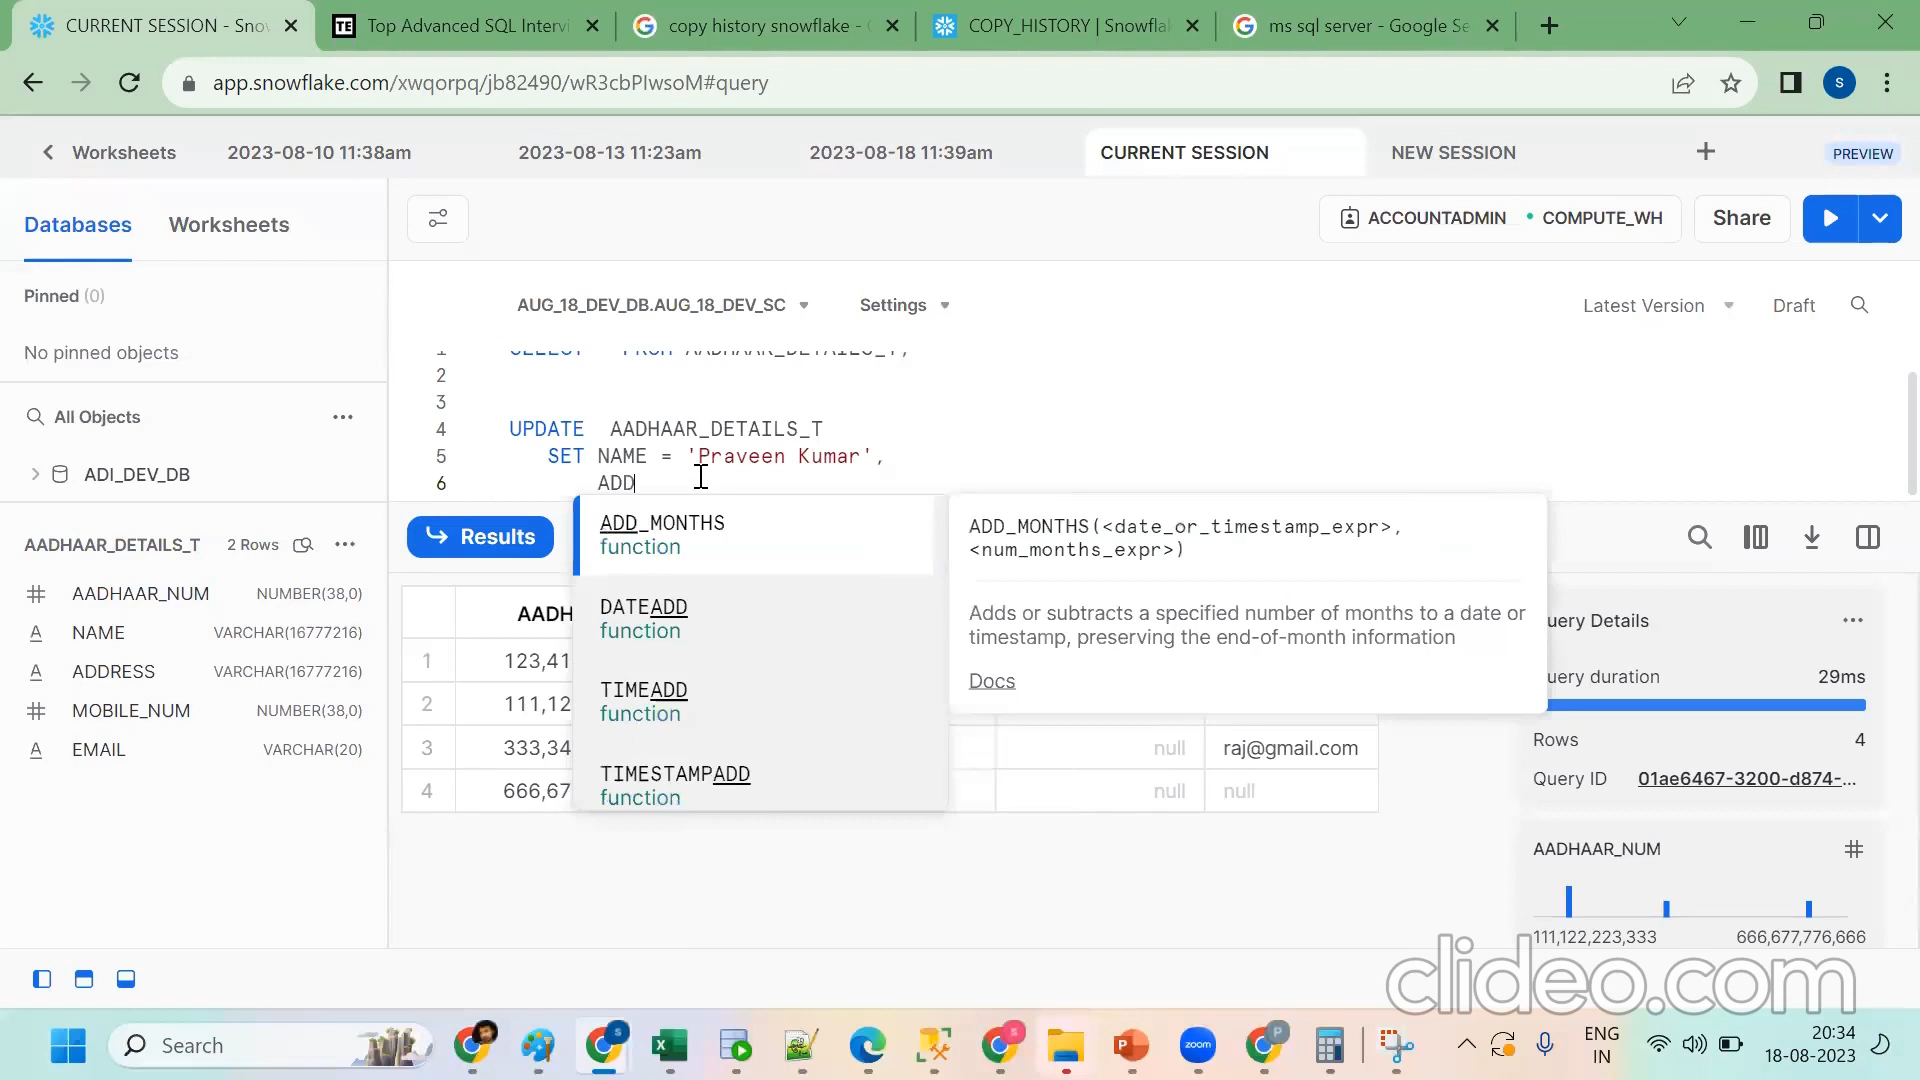 CURRENT SESSION - Snov
Top Advanced SQL Intervi
copy history snowflake - G
COPY_HISTORY | Snowflak
ms sql server - Google Se
app.snowflake.com/xwqorpq/jb82490/wR3cbPIwsoM#query
S
Worksheets
2023-08-10 11:38am
2023-08-13 11:23am
2023-08-18 11:39am
CURRENT SESSION
NEW SESSION
PREVIEW
Databases
Worksheets
ACCOUNTADMIN
COMPUTE_WH
Share
Pinned (0)
No pinned objects
AUG_18_DEV_DB.AUG_18_DEV_SC
Settings
Latest Version
Draft
1 SELECT * FROM AADHAAR_DETAILS_T;
2
3
4 UPDATE AADHAAR_DETAILS_T
5 SET NAME = 'Praveen Kumar',
6 ADD
All Objects
ADI_DEV_DB
AADHAAR_DETAILS_T 2 Rows
AADHAAR_NUM NUMBER(38,0)
NAME VARCHAR(16777216)
ADDRESS VARCHAR(16777216)
MOBILE_NUM NUMBER(38,0)
EMAIL VARCHAR(20)
Results
ADD_MONTHS
function
DATEADD
function
TIMEADD
function
TIMESTAMPADD
function
ADD_MONTHS(<date_or_timestamp_expr>,
<num_months_expr>)
Adds or subtracts a specified number of months to a date or
timestamp, preserving the end-of-month information
Docs
AADH
1 123,41
2 111,12
3 333,34 null raj@gmail.com
4 666,67 null null
uery Details
uery duration 29ms
Rows 4
Query ID 01ae6467-3200-d874-...
AADHAAR_NUM
111,122,223,333 666,677,776,666
clideo.com
Search
zoom
ENG
IN
20:34
18-08-2023